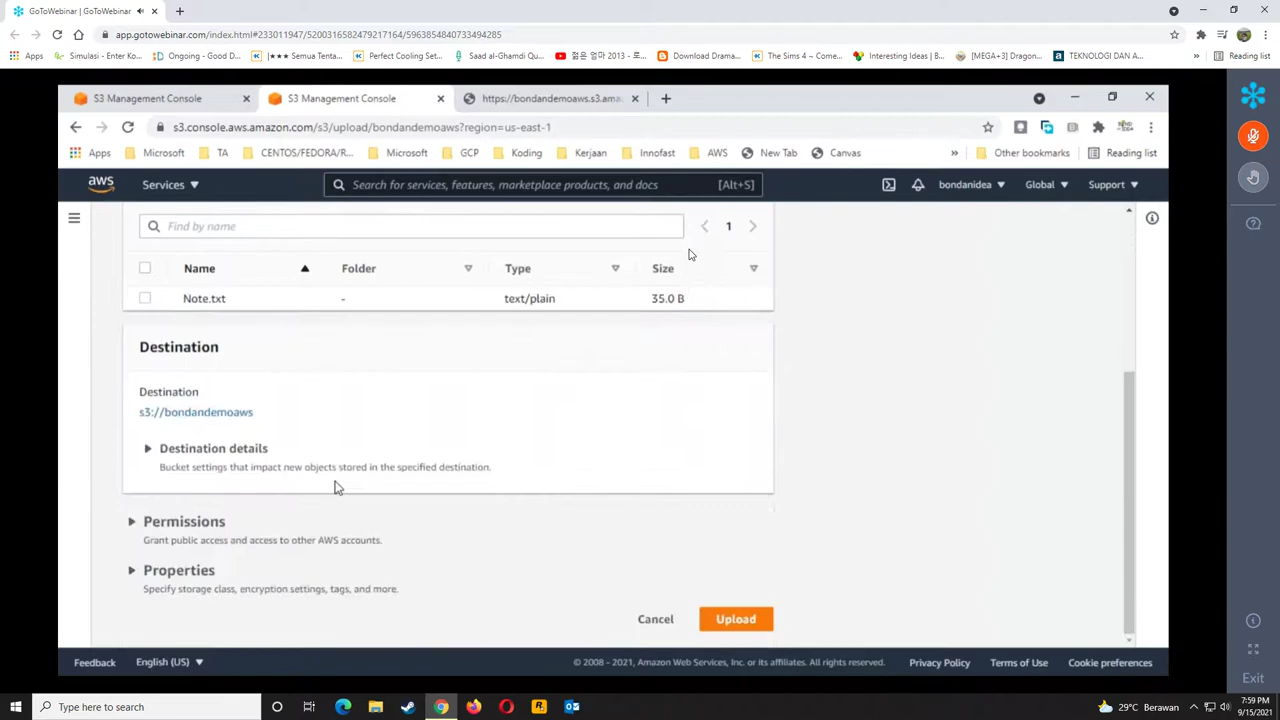 GoToWebinar | GoToWebinar
app.gotowebinar.com/index.html#233011947/5200316582479217164/5963854840733494285
Apps
Simulasi - Enter Ko...
Ongoing - Good D...
|★★★ Semua Tenta...
Perfect Cooling Set...
Saad al-Ghamdi Qu...
젊은 엄마 2013 – 로...
Download Drama...
The Sims 4 – Come...
Interesting Ideas | B...
[MEGA+3] Dragon...
TEKNOLOGI DAN A...
»
Reading list
S3 Management Console
S3 Management Console
https://bondandemoaws.s3.ama
s3.console.aws.amazon.com/s3/upload/bondandemoaws?region=us-east-1
Apps
Microsoft
TA
CENTOS/FEDORA/R...
Microsoft
GCP
Koding
Kerjaan
Innofast
AWS
New Tab
Canvas
»
Other bookmarks
Reading list
aws
Services
Search for services, features, marketplace products, and docs
[Alt+S]
bondanidea
Global
Support
Find by name
1
Name
Folder
Type
Size
Note.txt
-
text/plain
35.0 B
Destination
Destination
s3://bondandemoaws
Destination details
Bucket settings that impact new objects stored in the specified destination.
Permissions
Grant public access and access to other AWS accounts.
Properties
Specify storage class, encryption settings, tags, and more.
Cancel
Upload
Feedback
English (US)
© 2008 - 2021, Amazon Web Services, Inc. or its affiliates. All rights reserved.
Privacy Policy
Terms of Use
Cookie preferences
Exit
Type here to search
29°C Berawan
7:59 PM
9/15/2021